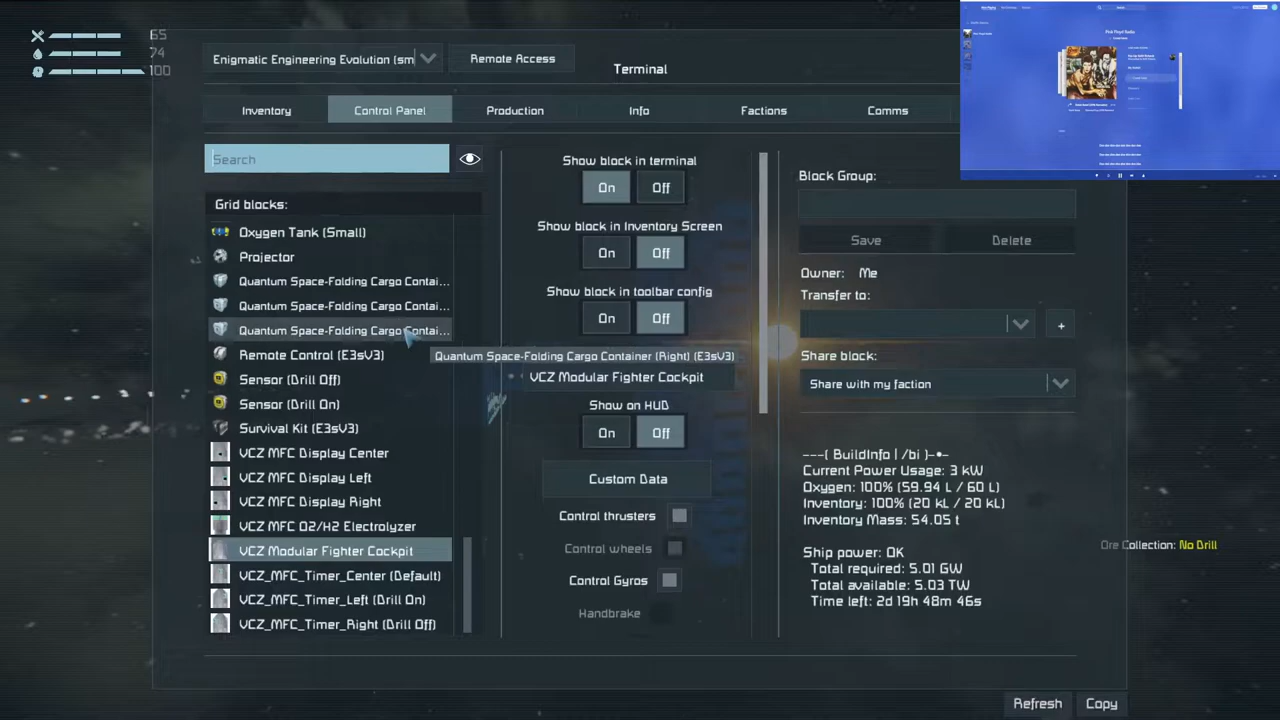 65
74
100
Enigmatic Engineering Evolution (em
Remote Access
Terminal
Inventory
Control Panel
Production
Info
Factions
Comms
Search
Grid blocks:
Oxygen Tank (Small)
Projector
Quantum Space-Folding Cargo Contai...
Quantum Space-Folding Cargo Contai...
Quantum Space-Folding Cargo Contai...
Remote Control (E3sV3)
Sensor (Drill Off)
Sensor (Drill On)
Survival Kit (E3sV3)
VCZ MFC Display Center
VCZ MFC Display Left
VCZ MFC Display Right
VCZ MFC O2/H2 Electrolyzer
VCZ Modular Fighter Cockpit
VCZ_MFC_Timer_Center (Default)
VCZ_MFC_Timer_Left (Drill On)
VCZ_MFC_Timer_Right (Drill Off)
Show block in terminal
On Off
Show block in Inventory Screen
On Off
Show block in toolbar config
On Off
Quantum Space-Folding Cargo Container (Right) (E3sV3)
VCZ Modular Fighter Cockpit
Show on HUD
On Off
Custom Data
Control thrusters
Control wheels
Control Gyros
Handbrake
Block Group:
Save
Delete
Owner: Me
Transfer to:
+
Share block:
Share with my faction
---( BuildInfo | /bi )-•-
Current Power Usage: 3 kW
Oxygen: 100% (59.94 L / 60 L)
Inventory: 100% (20 kL / 20 kL)
Inventory Mass: 54.05 t
Ship power: OK
Total required: 5.01 GW
Total available: 5.03 TW
Time left: 2d 19h 48m 46s
Ore Collection: No Drill
Refresh
Copy
Pink Floyd Radio